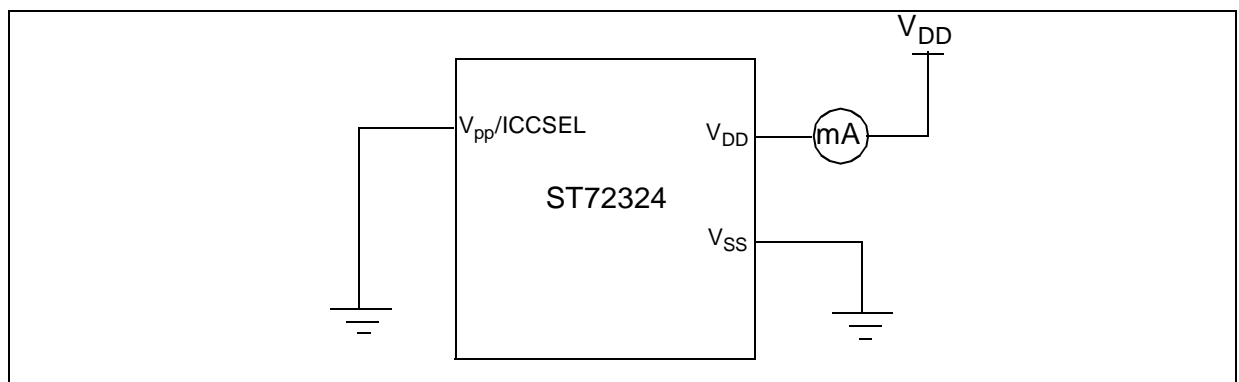 V_DD
V_pp/ICCSEL
V_DD
mA
ST72324
V_SS